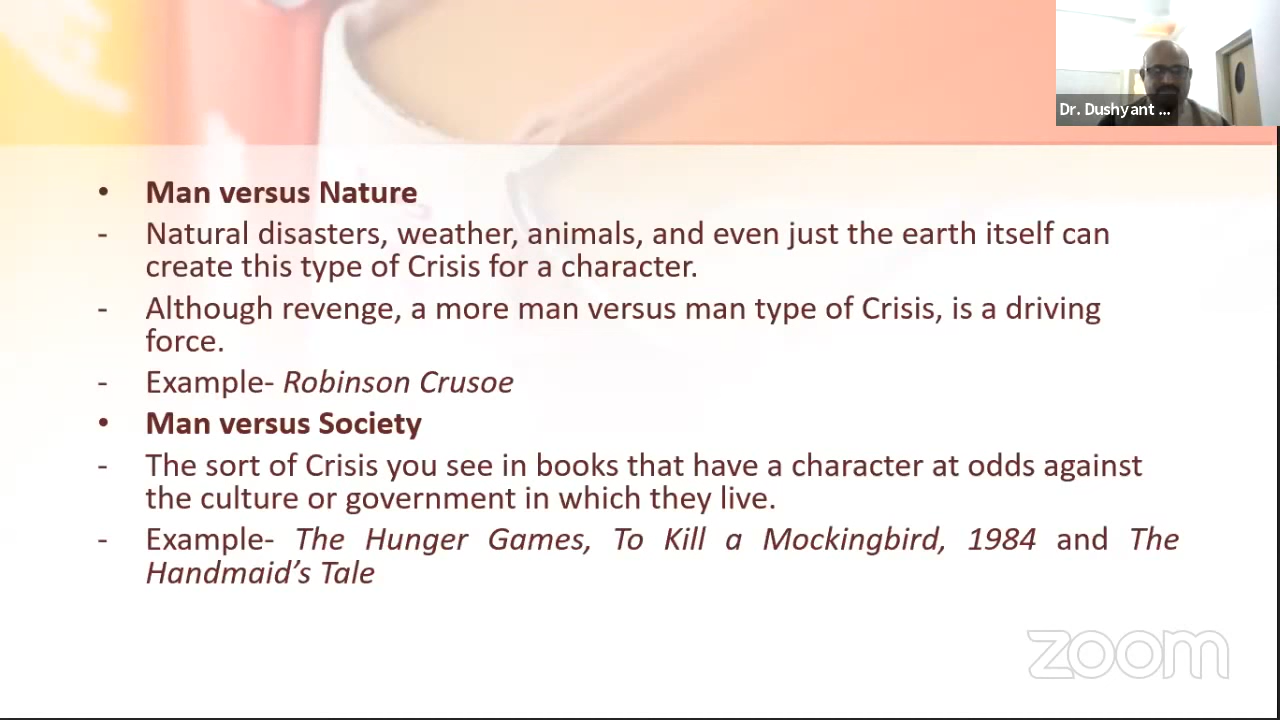 Dr. Dushyant ...
• Man versus Nature
- Natural disasters, weather, animals, and even just the earth itself can
create this type of Crisis for a character.
- Although revenge, a more man versus man type of Crisis, is a driving
force.
- Example- Robinson Crusoe
• Man versus Society
- The sort of Crisis you see in books that have a character at odds against
the culture or government in which they live.
- Example- The Hunger Games, To Kill a Mockingbird, 1984 and The
Handmaid’s Tale
zoom